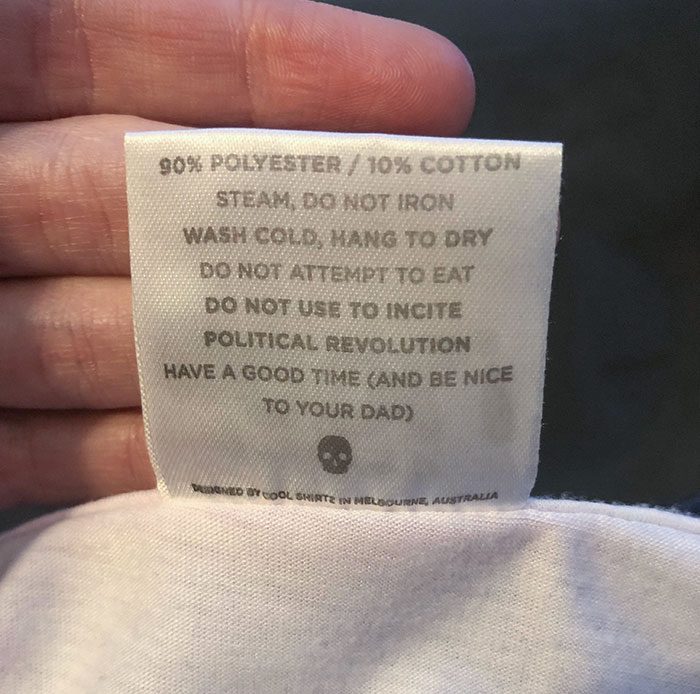 90% POLYESTER / 10% COTTON
STEAM, DO NOT IRON
WASH COLD, HANG TO DRY
DO NOT ATTEMPT TO EAT
DO NOT USE TO INCITE
POLITICAL REVOLUTION
HAVE A GOOD TIME (AND BE NICE
TO YOUR DAD)
DESIGNED BY COOL SHIRTZ IN MELBOURNE, AUSTRALIA